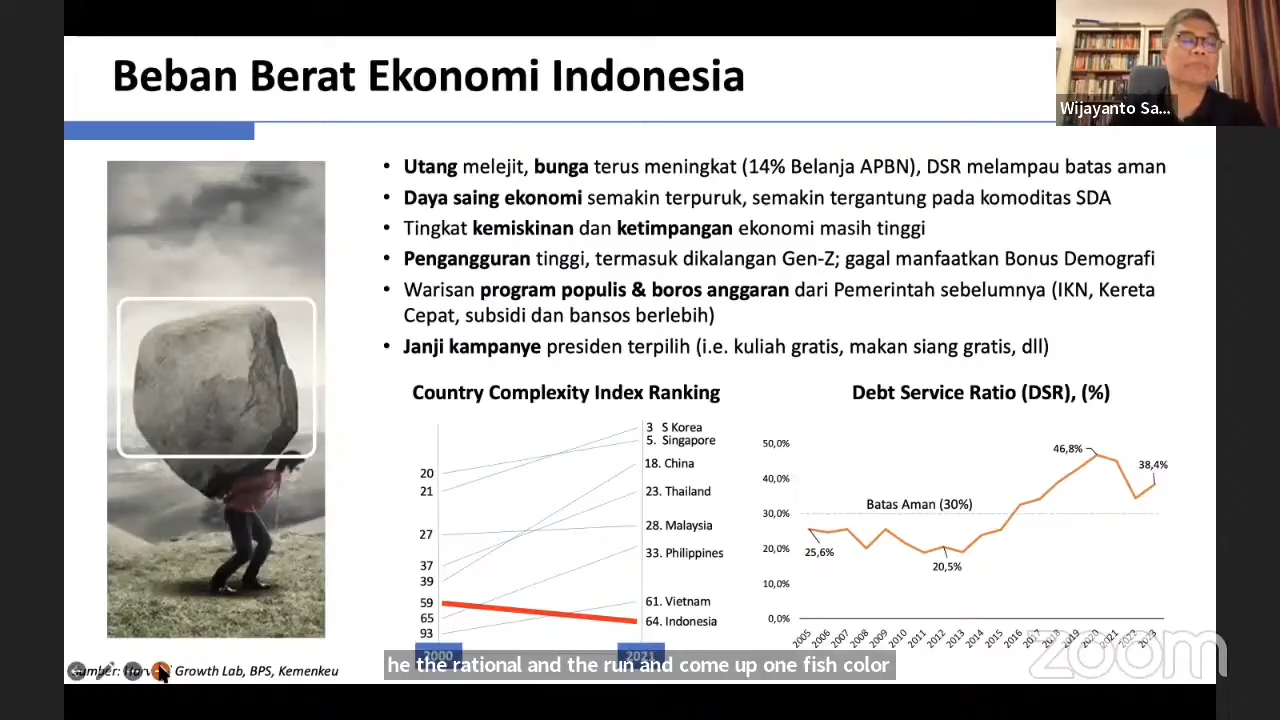 Beban Berat Ekonomi Indonesia
Wijayanto Sa...
• Utang melejit, bunga terus meningkat (14% Belanja APBN), DSR melampau batas aman
• Daya saing ekonomi semakin terpuruk, semakin tergantung pada komoditas SDA
• Tingkat kemiskinan dan ketimpangan ekonomi masih tinggi
• Pengangguran tinggi, termasuk dikalangan Gen-Z; gagal manfaatkan Bonus Demografi
• Warisan program populis & boros anggaran dari Pemerintah sebelumnya (IKN, Kereta
Cepat, subsidi dan bansos berlebih)
• Janji kampanye presiden terpilih (i.e. kuliah gratis, makan siang gratis, dll)
Country Complexity Index Ranking
20
21
27
37
39
59
65
93
3 S Korea
5. Singapore
18. China
23. Thailand
28. Malaysia
33. Philippines
61. Vietnam
64. Indonesia
2000
2021
Debt Service Ratio (DSR), (%)
50,0%
40,0%
30,0%
20,0%
10,0%
0,0%
Batas Aman (30%)
25,6%
20,5%
46,8%
38,4%
2005
2006
2007
2008
2009
2010
2011
2012
2013
2014
2015
2016
2017
2018
2019
2020
2021
2022
2023
Growth Lab, BPS, Kemenkeu
he the rational and the run and come up one fish color
zoom